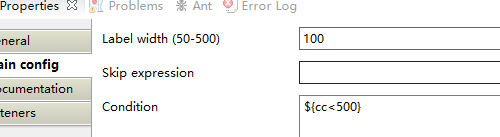 Properties Problems Ant Error Log
eneral
Label width (50-500) 100
ain config
Skip expression
ocumentation
Condition ${cc<500}
teners